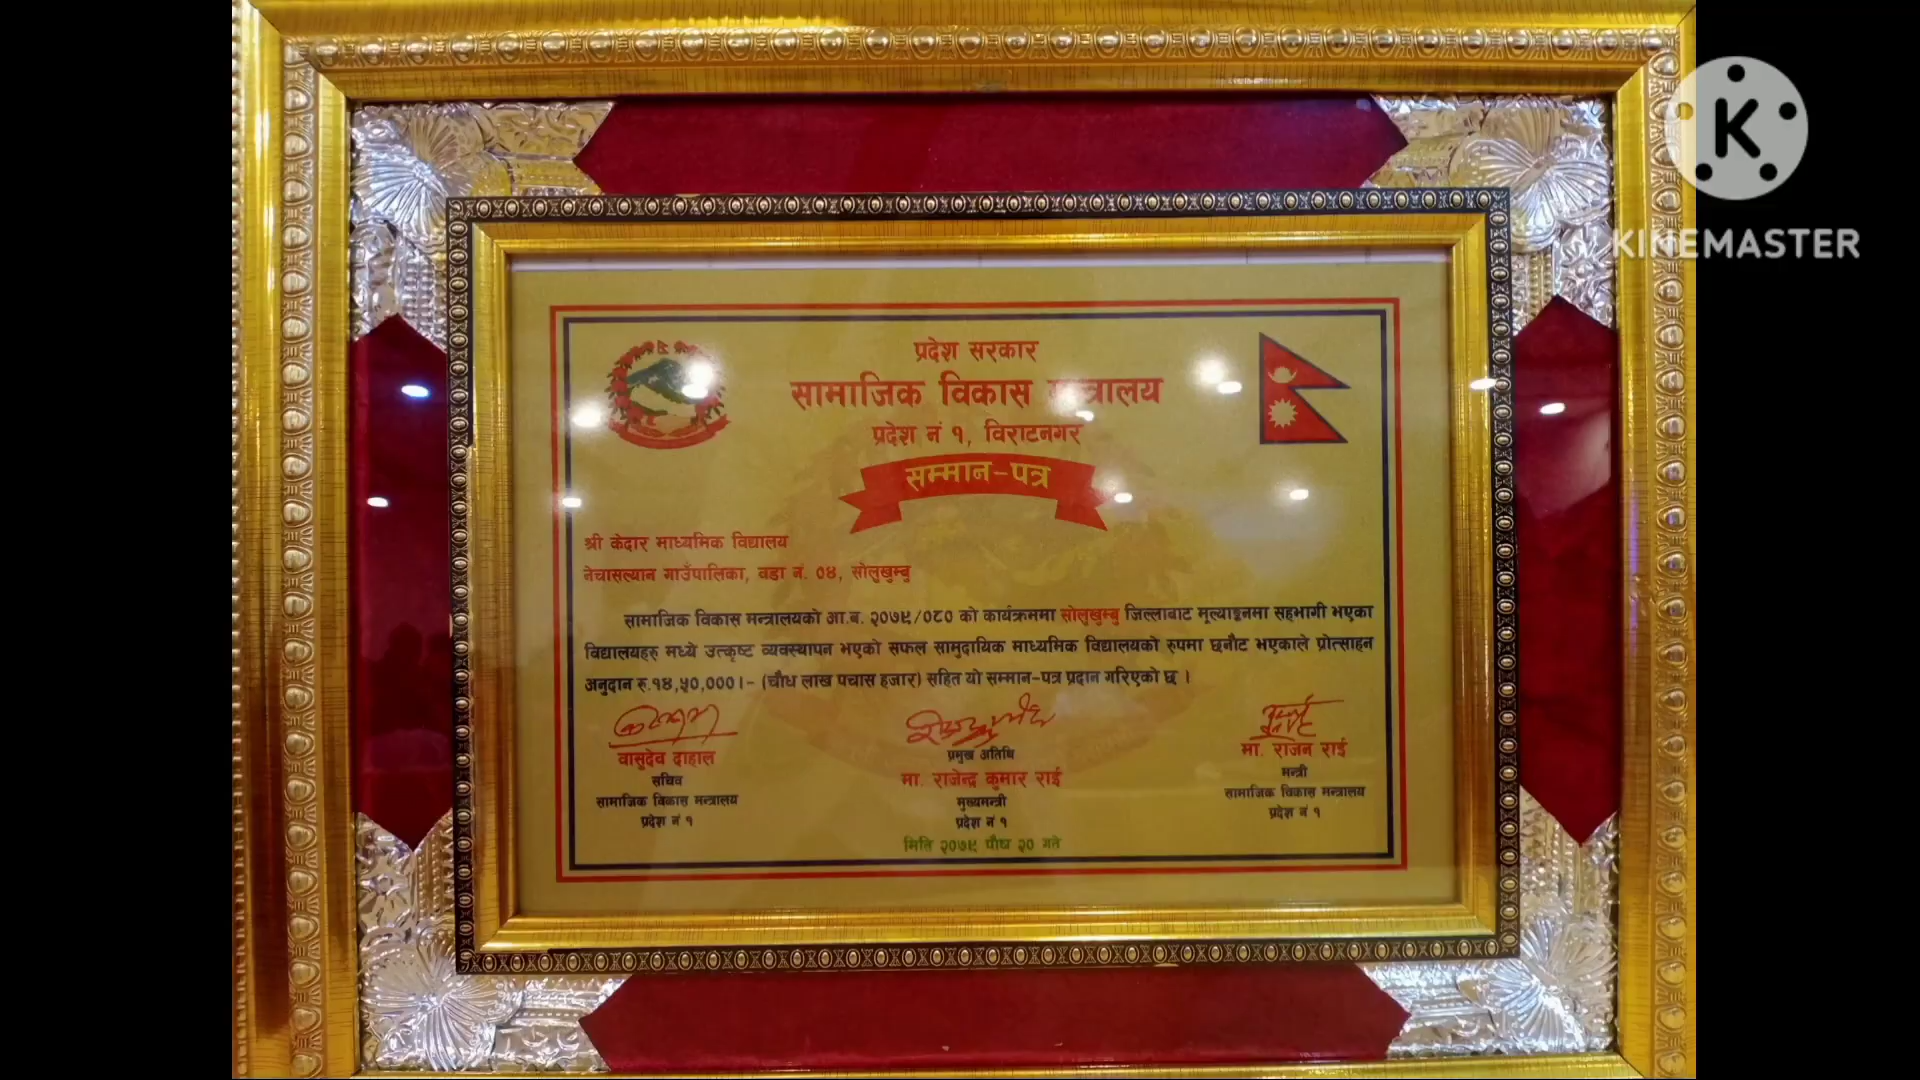 प्रदेश सरकार
सामाजिक विकास मन्त्रालय
प्रदेश नं १, विराटनगर
सम्मान-पत्र
श्री केदार माध्यमिक विद्यालय
नेचासल्यान गाउँपालिका, वडा नं. ०४, सोलुखुम्बु
सामाजिक विकास मन्त्रालयको आ.ब. २०७९/०८० को कार्यक्रममा सोलुखुम्बु जिल्लाबाट मूल्याङ्कनमा सहभागी भएका
विद्यालयहरु मध्ये उत्कृष्ट व्यवस्थापन भएको सफल सामुदायिक माध्यमिक विद्यालयको रुपमा छनौट भएकाले प्रोत्साहन
अनुदान रु.१४,५०,०००।- (चौध लाख पचास हजार) सहित यो सम्मान-पत्र प्रदान गरिएको छ ।
वासुदेव दाहाल
सचिव
सामाजिक विकास मन्त्रालय
प्रदेश नं १
प्रमुख अतिथि
मा. राजेन्द्र कुमार राई
मुख्यमन्त्री
प्रदेश नं १
मिति २०७९ पौष २० गते
मा. राजन राई
मन्त्री
सामाजिक विकास मन्त्रालय
प्रदेश नं १
K
KINEMASTER